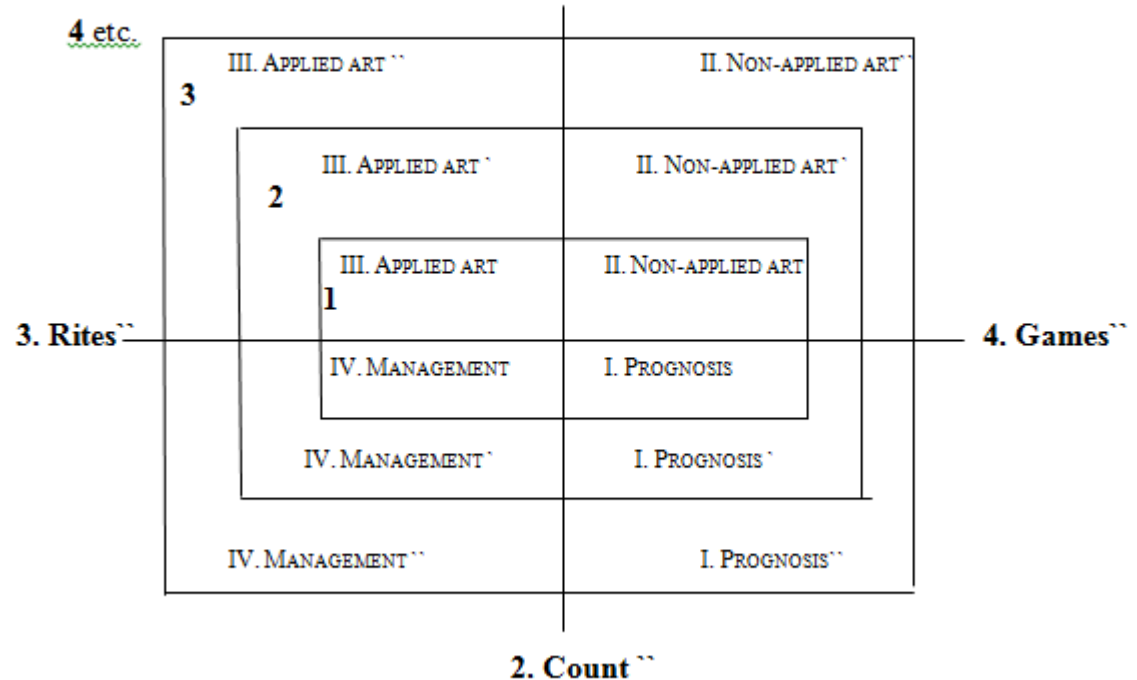 4 etc.
III. APPLIED ART `` II. NON-APPLIED ART``
3
III. APPLIED ART ` II. NON-APPLIED ART`
2
III. APPLIED ART II. NON-APPLIED ART
1
3. Rites`` 4. Games``
IV. MANAGEMENT I. PROGNOSIS
IV. MANAGEMENT ` I. PROGNOSIS `
IV. MANAGEMENT `` I. PROGNOSIS``
2. Count ``